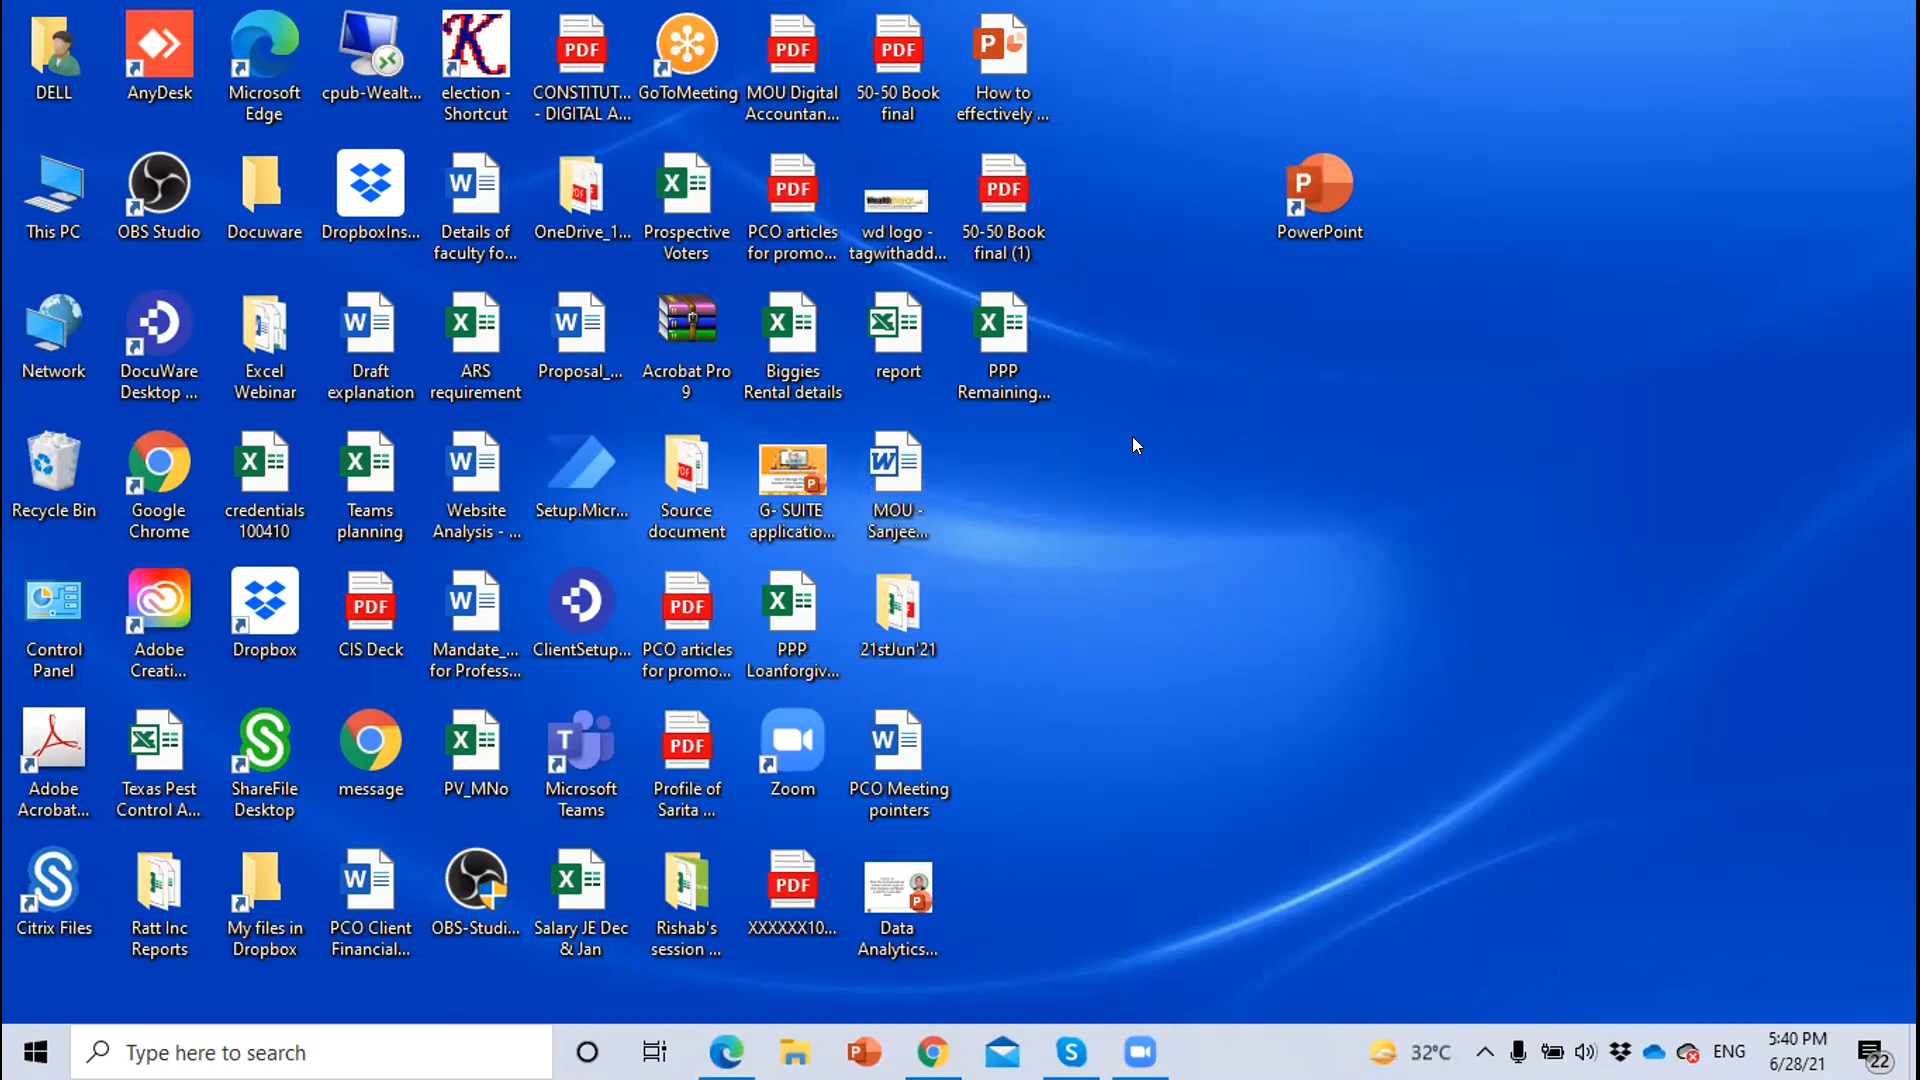 DELL
AnyDesk
Microsoft
Edge
cpub-Wealt...
election -
Shortcut
CONSTITUT...
- DIGITAL A...
GoToMeeting
MOU Digital
Accountan...
50-50 Book
final
How to
effectively ...
This PC
OBS Studio
Docuware
DropboxIns...
Details of
faculty fo...
OneDrive_1...
Prospective
Voters
PCO articles
for promo...
wd logo -
tagwithadd...
50-50 Book
final (1)
PowerPoint
Network
DocuWare
Desktop ...
Excel
Webinar
Draft
explanation
ARS
requirement
Proposal_...
Acrobat Pro
9
Biggies
Rental details
report
PPP
Remaining...
Recycle Bin
Google
Chrome
credentials
100410
Teams
planning
Website
Analysis - ...
Setup.Micr...
Source
document
G- SUITE
applicatio...
MOU -
Sanjee...
Control
Panel
Adobe
Creati...
Dropbox
CIS Deck
Mandate_...
for Profess...
ClientSetup...
PCO articles
for promo...
PPP
Loanforgiv...
21stJun'21
Adobe
Acrobat...
Texas Pest
Control A...
ShareFile
Desktop
message
PV_MNo
Microsoft
Teams
Profile of
Sarita ...
Zoom
PCO Meeting
pointers
Citrix Files
Ratt Inc
Reports
My files in
Dropbox
PCO Client
Financial...
OBS-Studi...
Salary JE Dec
& Jan
Rishab's
session ...
XXXXXX10...
Data
Analytics...
Type here to search
32°C
ENG
5:40 PM
6/28/21
22